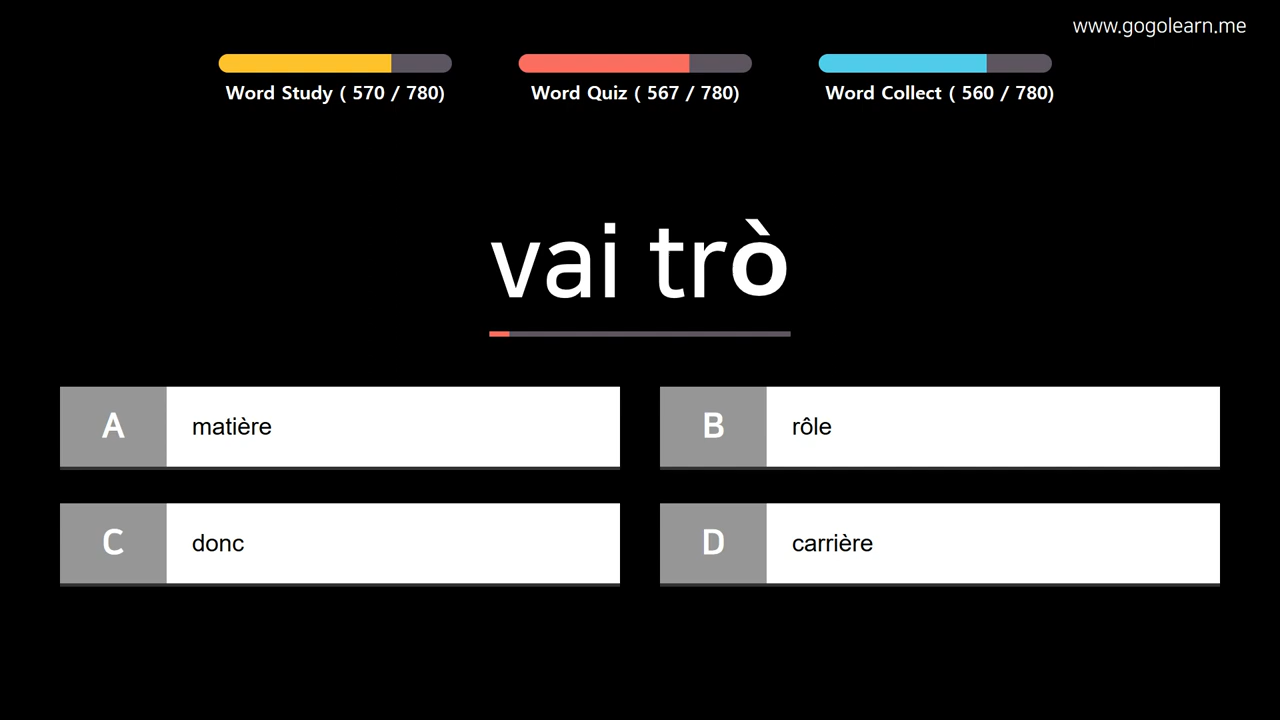 www.gogolearn.me
Word Study ( 570 / 780)
Word Quiz ( 567 / 780)
Word Collect ( 560 / 780)
vai trò
A matière
B rôle
C donc
D carrière